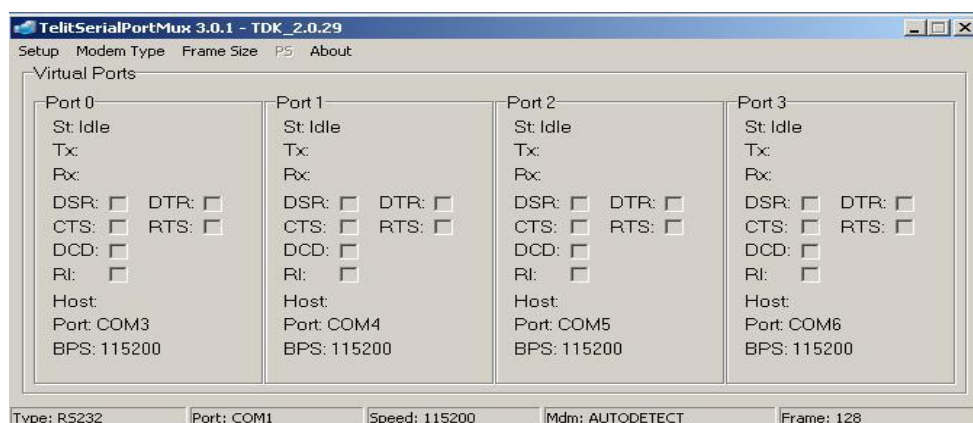 TelitSerialPortMux 3.0.1 - TDK_2.0.29
Setup Modem Type Frame Size PS About
Virtual Ports
Port 0
St: Idle
Tx:
Rx:
DSR: DTR:
CTS: RTS:
DCD:
RI:
Host:
Port: COM3
BPS: 115200
Port 1
St: Idle
Tx:
Rx:
DSR: DTR:
CTS: RTS:
DCD:
RI:
Host:
Port: COM4
BPS: 115200
Port 2
St: Idle
Tx:
Rx:
DSR: DTR:
CTS: RTS:
DCD:
RI:
Host:
Port: COM5
BPS: 115200
Port 3
St: Idle
Tx:
Rx:
DSR: DTR:
CTS: RTS:
DCD:
RI:
Host:
Port: COM6
BPS: 115200
Type: RS232 Port: COM1 Speed: 115200 Mdm: AUTODETECT Frame: 128